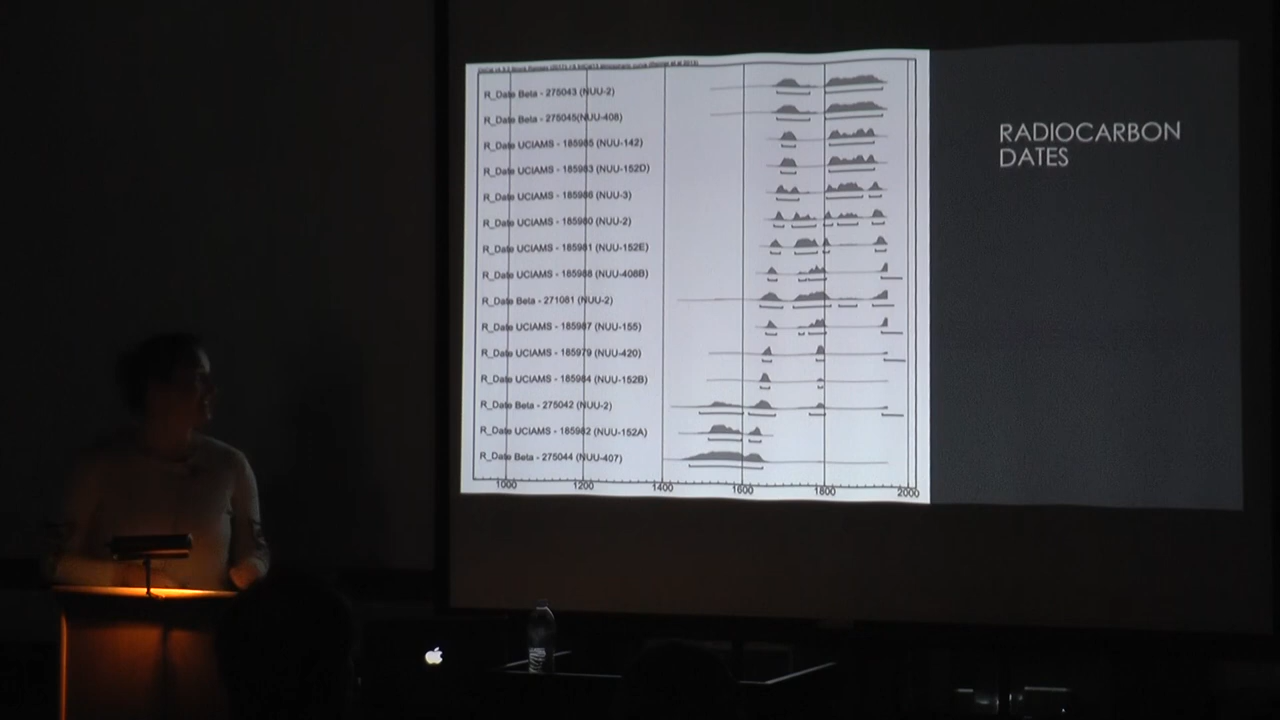 R_Date Beta - 275043 (NUU-2)
R_Date Beta - 275045(NUU-408)
R_Date UCIAMS - 185985 (NUU-142)
R_Date UCIAMS - 185983 (NUU-152D)
R_Date UCIAMS - 185986 (NUU-3)
R_Date UCIAMS - 185980 (NUU-2)
R_Date UCIAMS - 185981 (NUU-152E)
R_Date UCIAMS - 185988 (NUU-408B)
R_Date Beta - 271081 (NUU-2)
R_Date UCIAMS - 185987 (NUU-155)
R_Date UCIAMS - 185979 (NUU-420)
R_Date UCIAMS - 185984 (NUU-152B)
R_Date Beta - 275042 (NUU-2)
R_Date UCIAMS - 185982 (NUU-152A)
R_Date Beta - 275044 (NUU-407)
1000 1200 1400 1600 1800 2000
RADIOCARBON
DATES